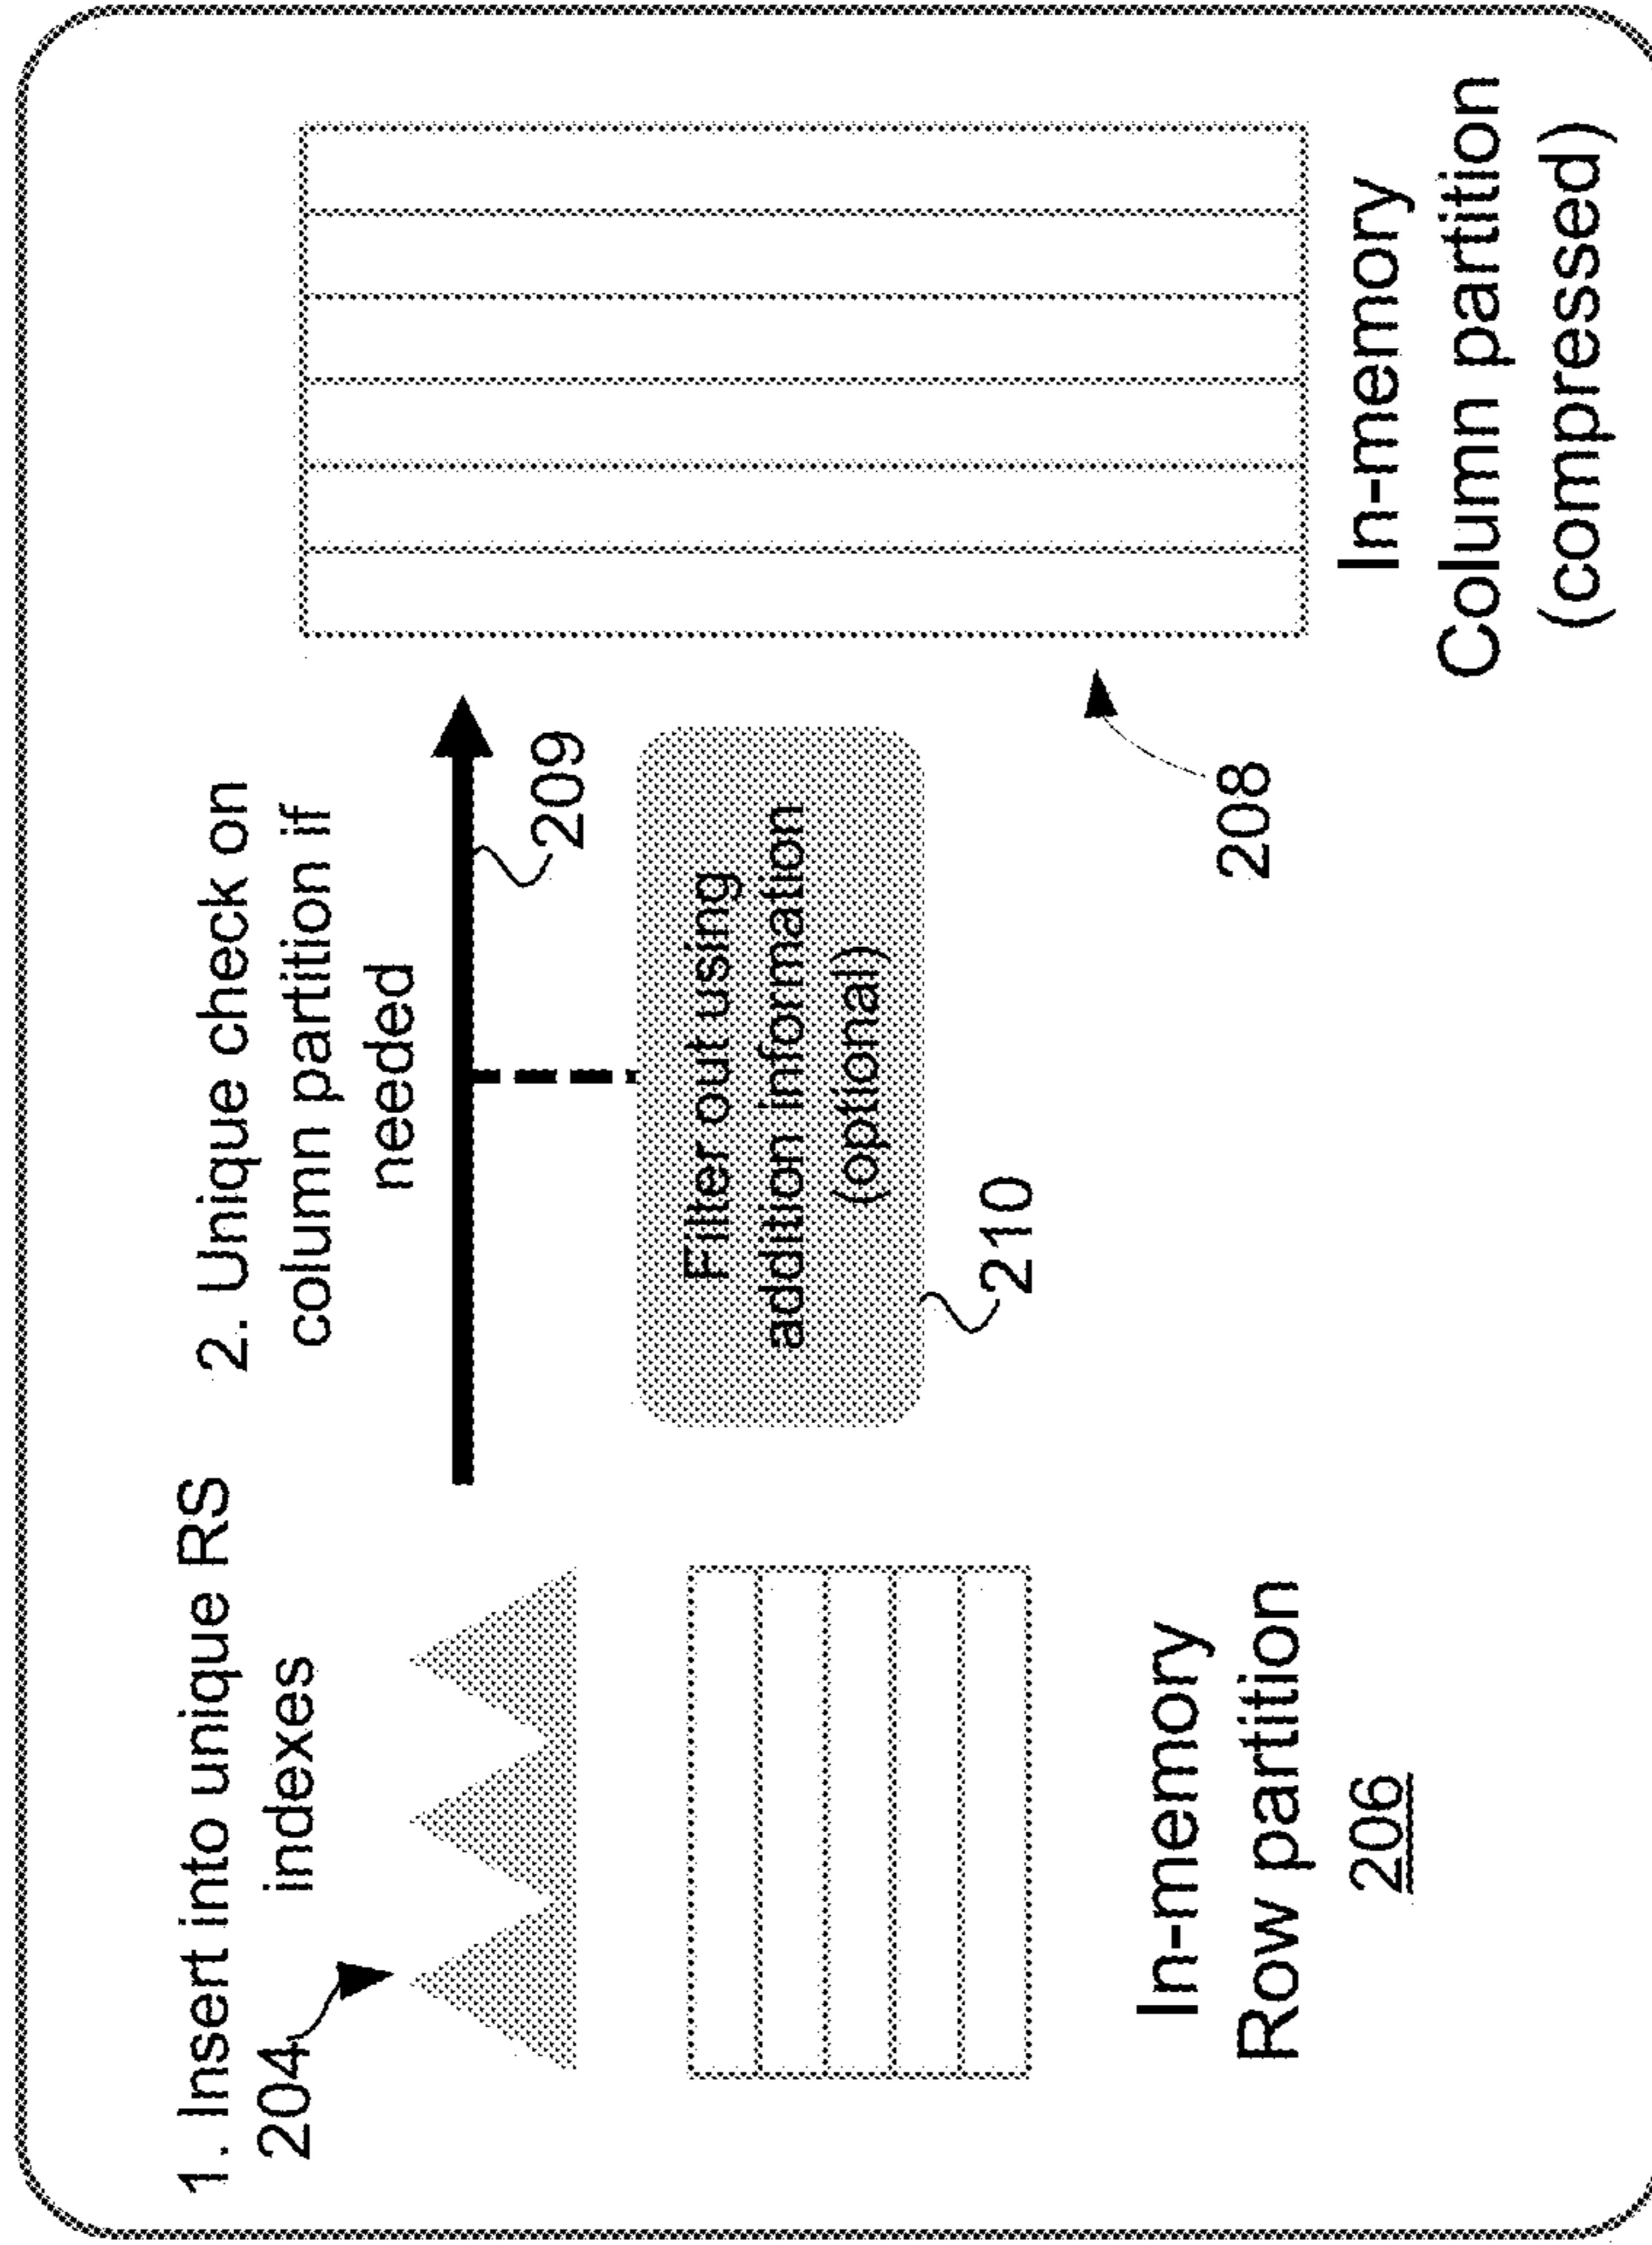 1. Insert into unique RS
indexes
204
2. Unique check on
column partition if
needed
209
Filter out using
addition information
(optional)
210
208
In-memory
Row partition
206
In-memory
Column partition
(compressed)